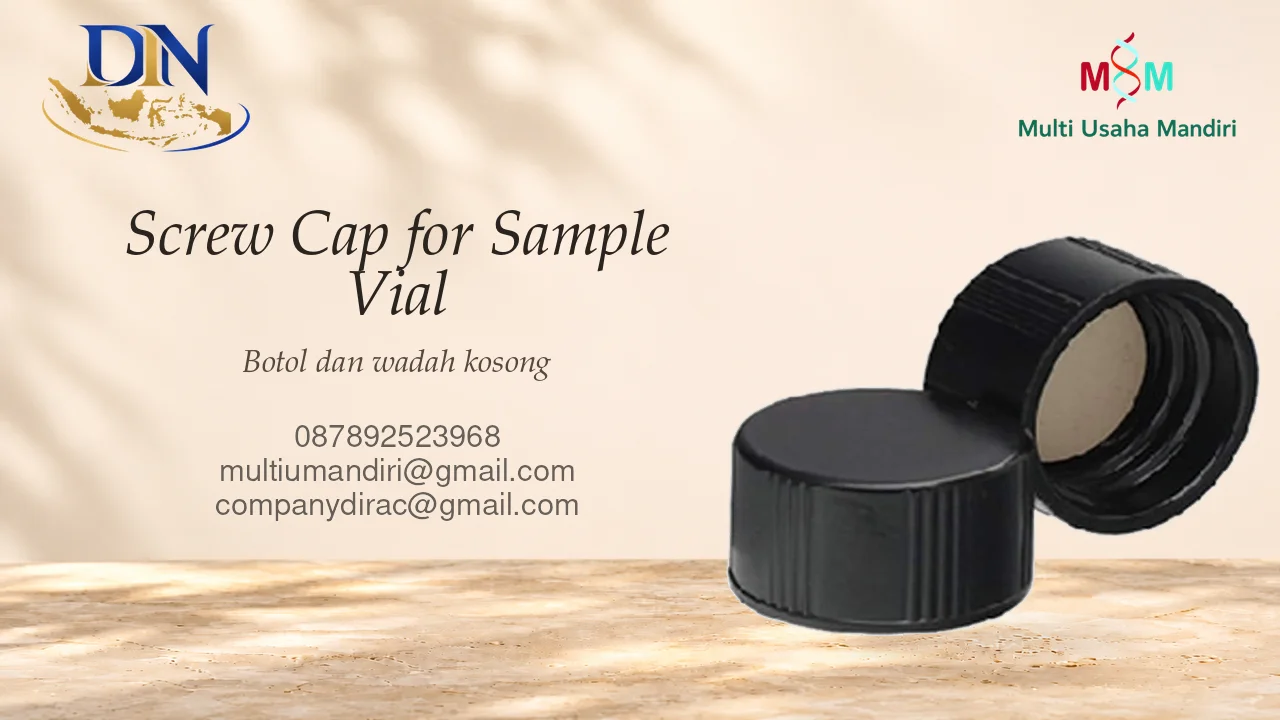 DIN
M M
Multi Usaha Mandiri
Screw Cap for Sample
Vial
Botol dan wadah kosong
087892523968
multiumandiri@gmail.com
companydirac@gmail.com